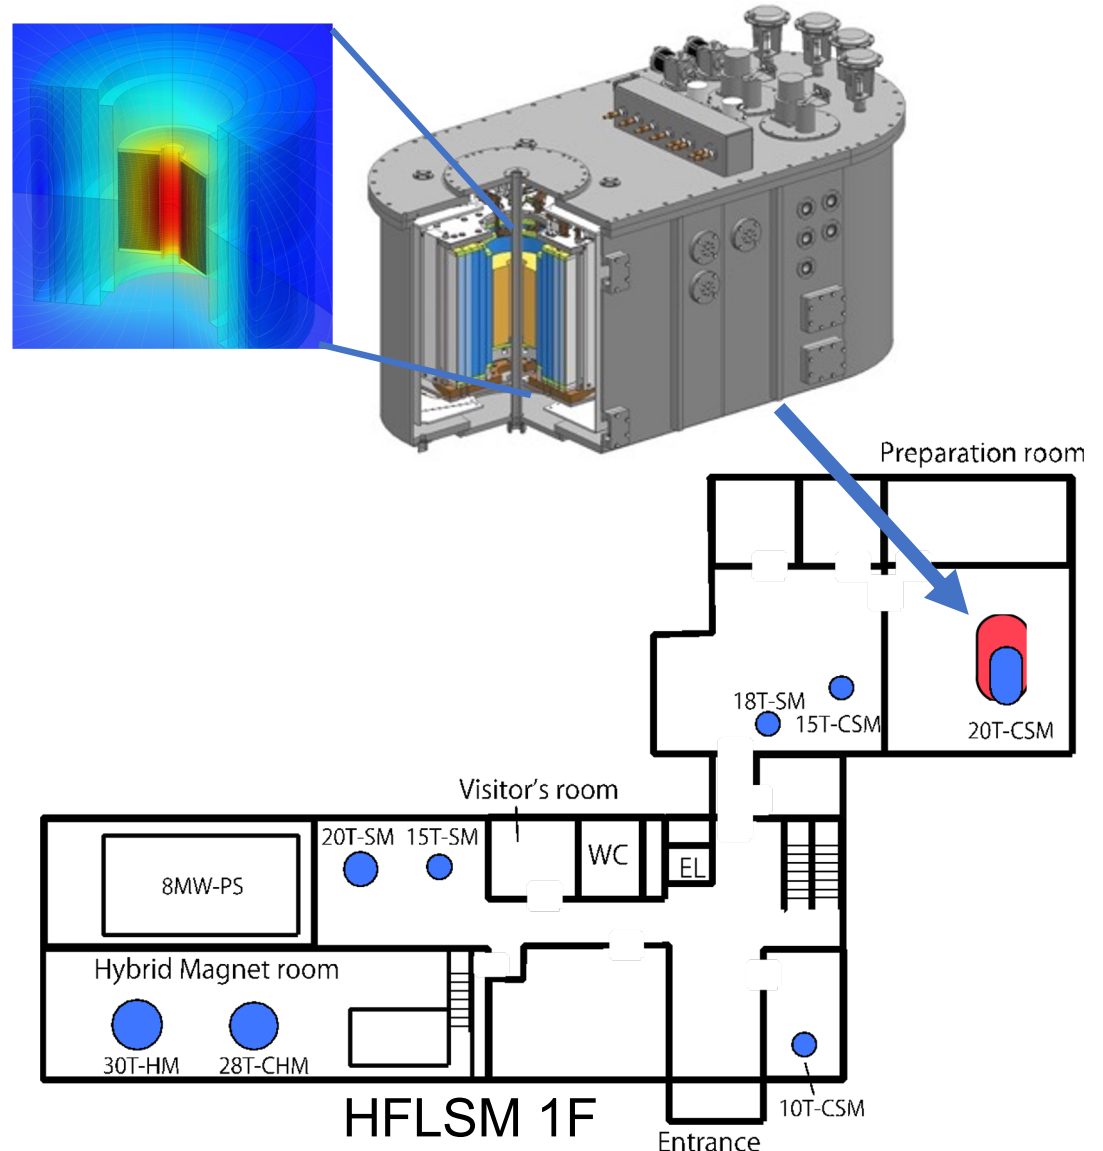 Preparation room
18T-SM
15T-CSM
20T-CSM
Visitor's room
20T-SM
15T-SM
WC
EL
8MW-PS
Hybrid Magnet room
30T-HM
28T-CHM
10T-CSM
HFLSM 1F
Entrance